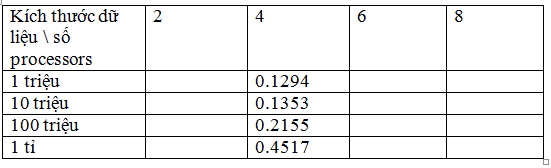 Kích thước dữ 2 4 6 8
liệu \ số
processors
1 triệu 0.1294
10 triệu 0.1353
100 triệu 0.2155
1 tỉ 0.4517